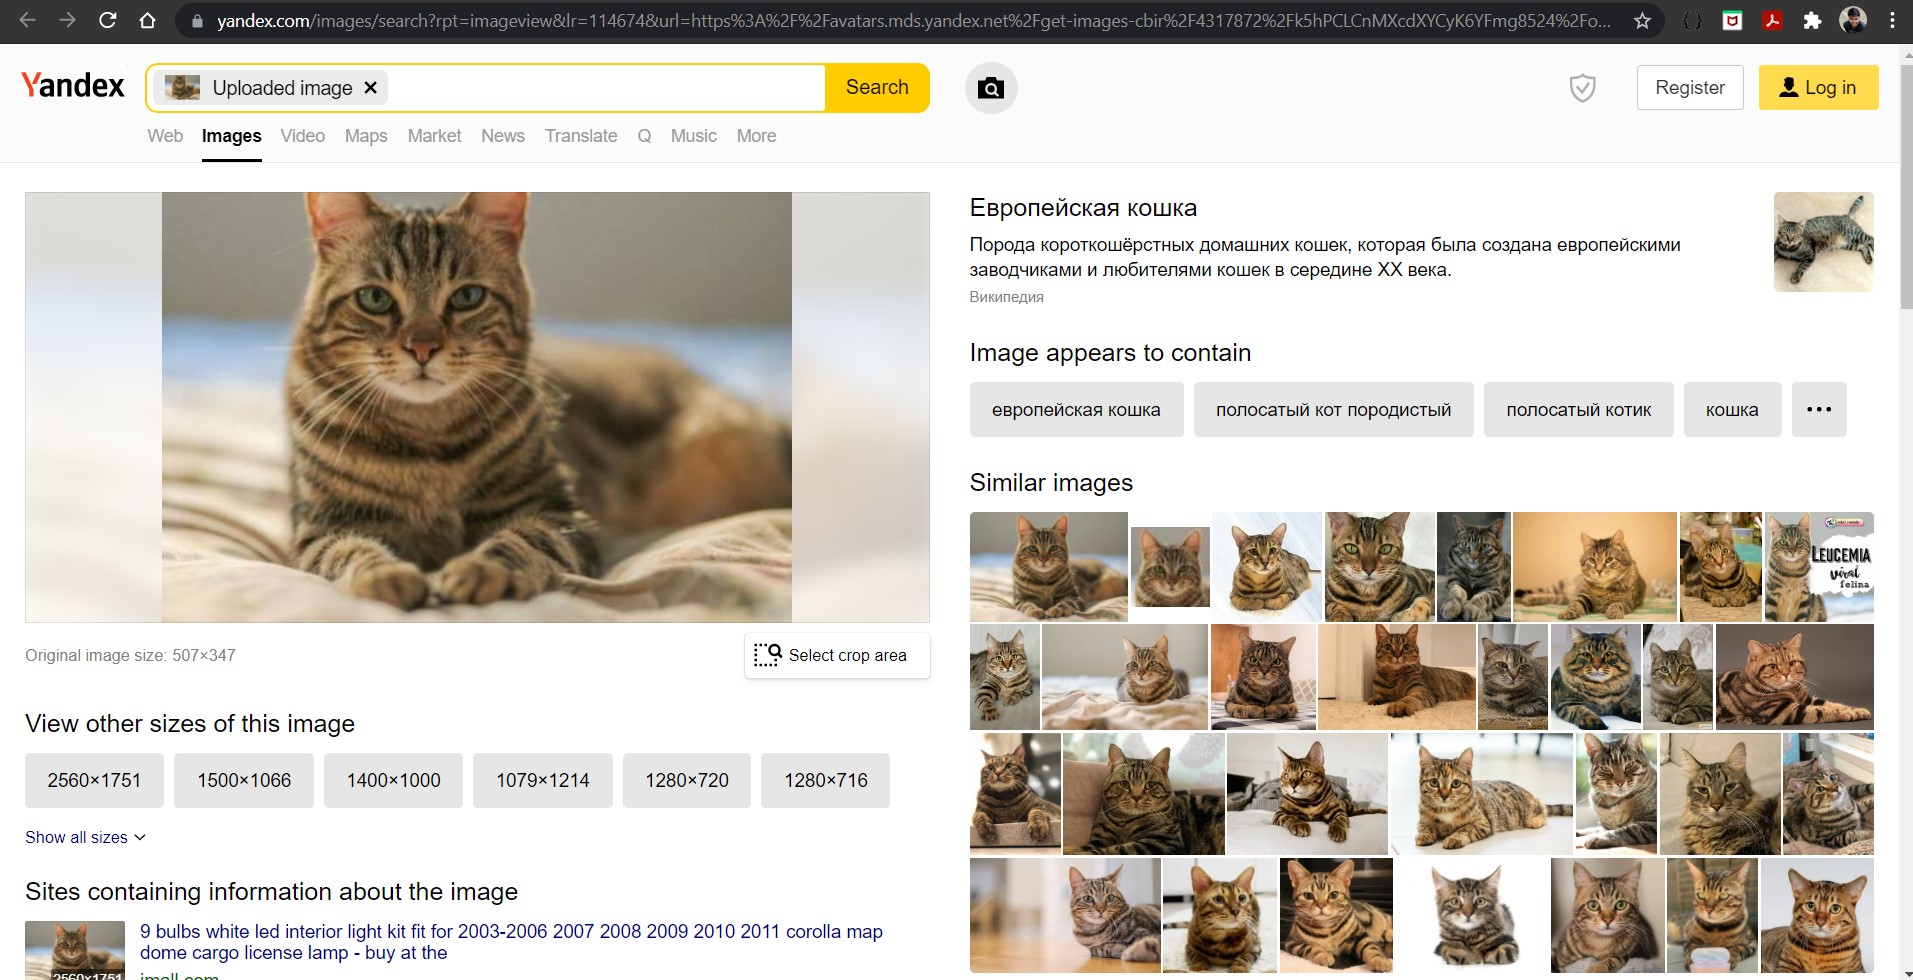 yandex.com/images/search?rpt=imageview&lr=114674&url=https%3A%2F%2Favatars.mds.yandex.net%2Fget-images-cbir%2F4317872%2Fk5hPCLCnMXcdXYCyK6YFmg8524%2Fo...
Yandex
Uploaded image
Search
Register
Log in
Web Images Video Maps Market News Translate Q Music More
Европейская кошка
Порода короткошёрстных домашних кошек, которая была создана европейскими
заводчиками и любителями кошек в середине XX века.
Википедия
Image appears to contain
европейская кошка
полосатый кот породистый
полосатый котик
кошка
Similar images
LEUCEMIA
viral
felina
Original image size: 507×347
Select crop area
View other sizes of this image
2560×1751
1500×1066
1400×1000
1079×1214
1280×720
1280×716
Show all sizes
Sites containing information about the image
9 bulbs white led interior light kit fit for 2003-2006 2007 2008 2009 2010 2011 corolla map
dome cargo license lamp - buy at the
2560×1751